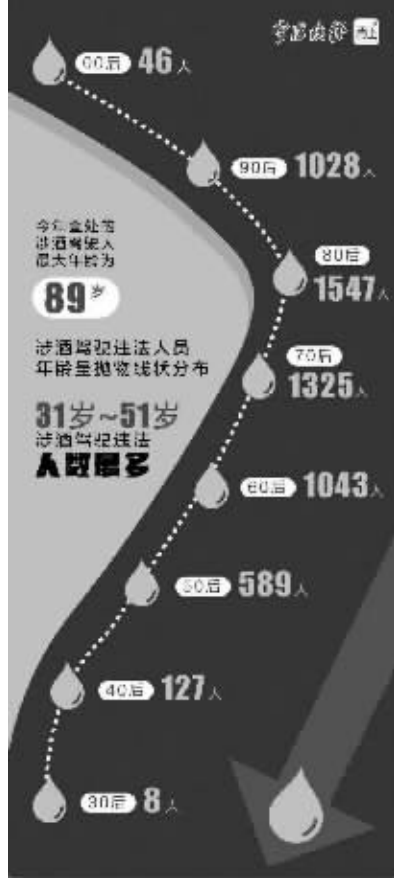 00后 46人
90后 1028人
80后
1547人
今年查处的
涉酒驾驶人
最大年龄为
89岁
涉酒驾驶违法人员
年龄呈抛物线状分布
70后
1325人
31岁~51岁
涉酒驾驶违法
人数最多
60后 1043人
50后 589人
40后 127人
30后 8人